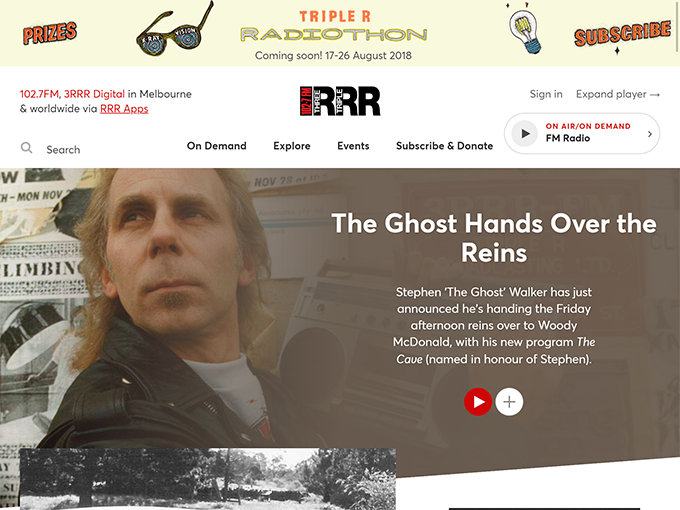 PRIZES
X-RAY VISION
TRIPLE R
RADIOTHON
Coming soon! 17-26 August 2018
SUBSCRIBE
102.7FM, 3RRR Digital in Melbourne
& worldwide via RRR Apps
102.7 FM
THREE
TRIPLE
RRR
Sign in
Expand player →
Search
On Demand
Explore
Events
Subscribe & Donate
ON AIR/ON DEMAND
FM Radio
NOV 28
H - MON NOV
CLIMBING
The Ghost Hands Over the
Reins
Stephen 'The Ghost' Walker has just
announced he's handing the Friday
afternoon reins over to Woody
McDonald, with his new program The
Cave (named in honour of Stephen).